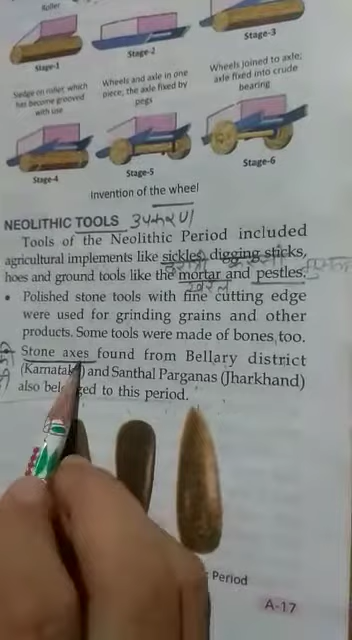 Roller
Stage-1
Stage-2
Stage-3
Sledge on roller, which
has become grooved
with use
Wheels and axle in one
piece; the axle fixed by
pegs
Wheels joined to axle;
axle fixed into crude
bearing
Stage-4
Stage-5
Stage-6
Invention of the wheel
NEOLITHIC TOOLS उपकरण
Tools of the Neolithic Period included
agricultural implements like sickles, digging sticks,
hoes and ground tools like the mortar and pestles.
खरल
• Polished stone tools with fine cutting edge
were used for grinding grains and other
products. Some tools were made of bones, too.
Stone axes found from Bellary district
(Karnatak) and Santhal Parganas (Jharkhand)
also bel ged to this period.
Period
A-17